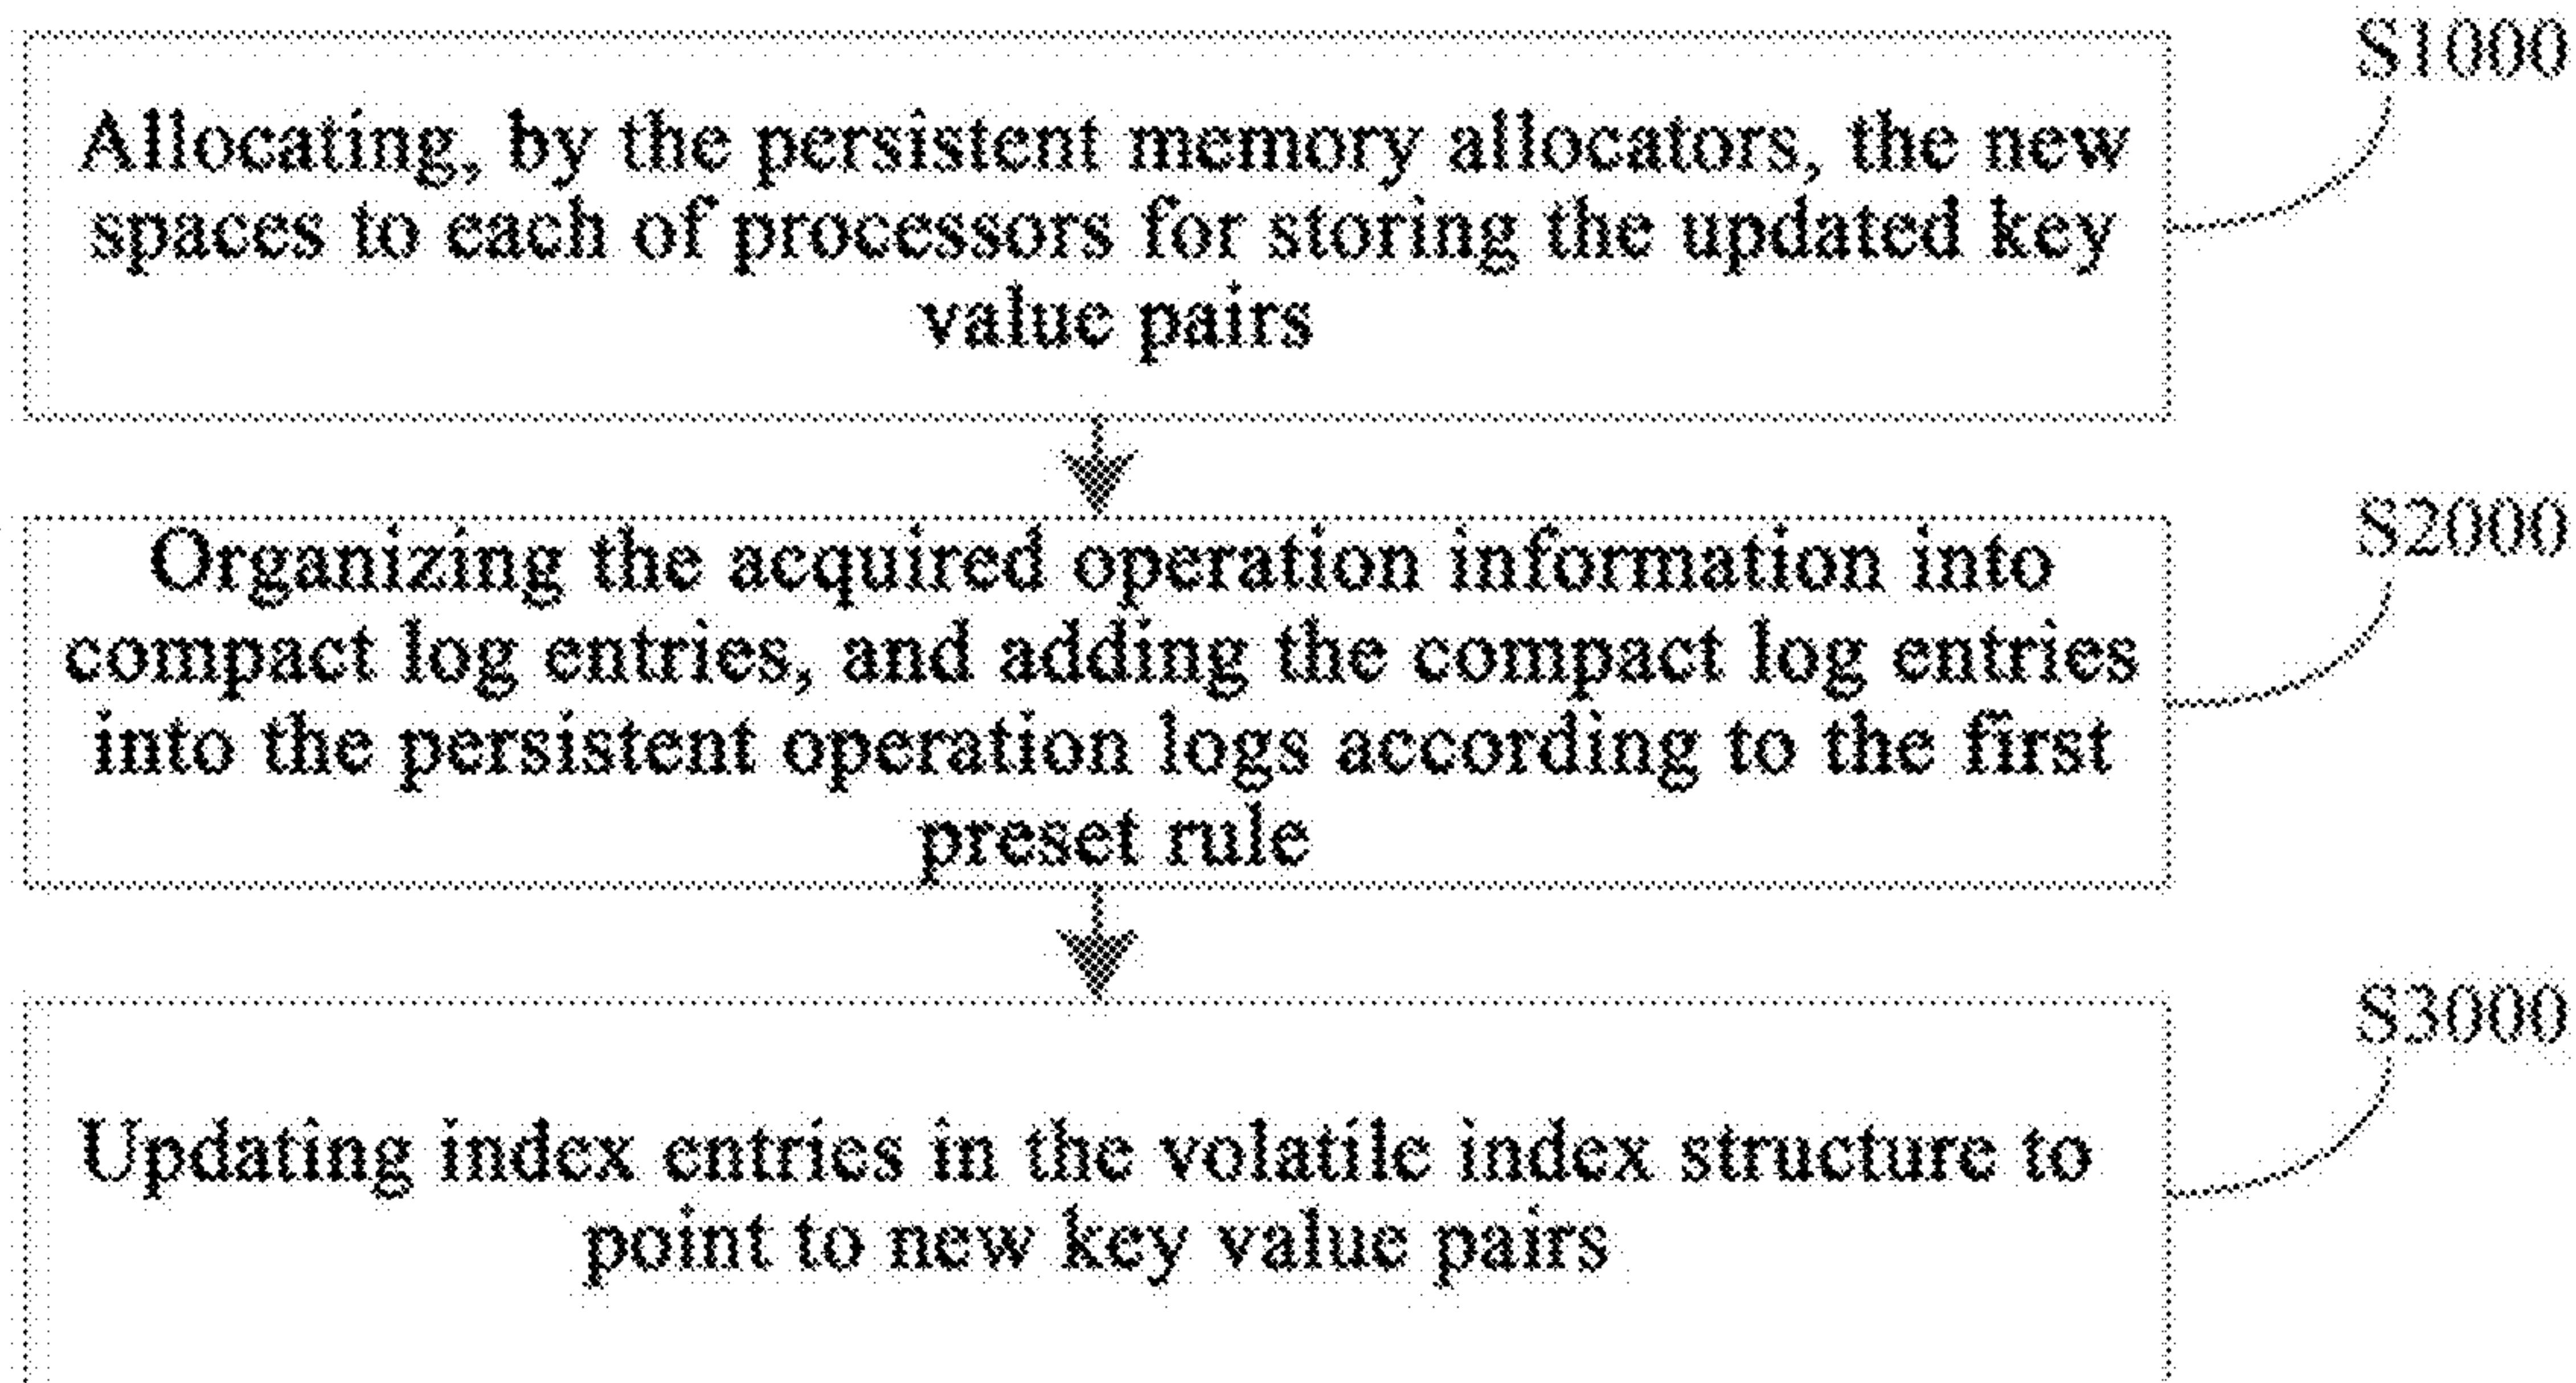 S1000
Allocating, by the persistent memory allocators, the new
spaces to each of processors for storing the updated key
value pairs
S2000
Organizing the acquired operation information into
compact log entries, and adding the compact log entries
into the persistent operation logs according to the first
preset rule
S3000
Updating index entries in the volatile index structure to
point to new key value pairs